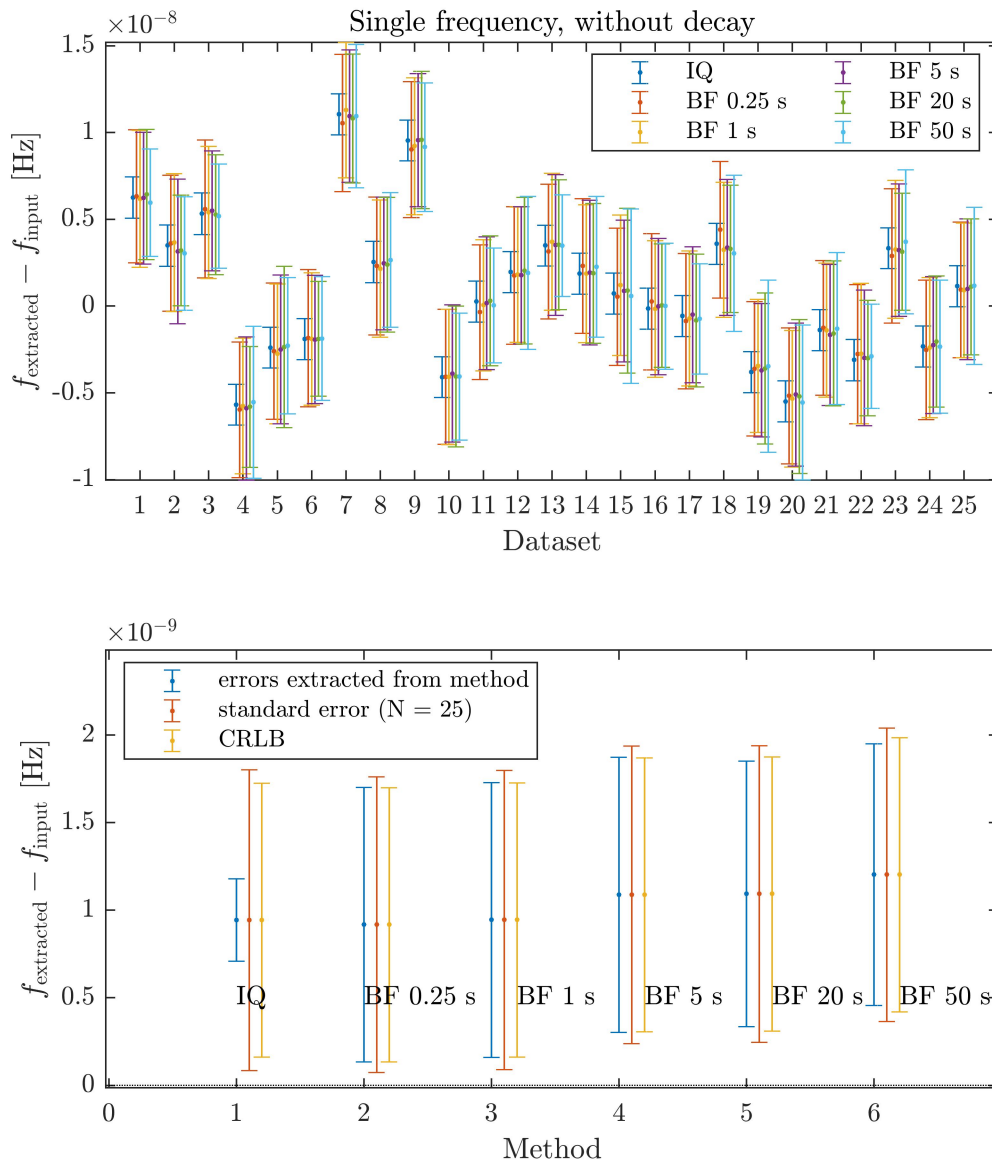 Single frequency, without decay
×10⁻⁸
1.5
1
0.5
0
-0.5
-1
f_extracted − f_input [Hz]
IQ
BF 0.25 s
BF 1 s
BF 5 s
BF 20 s
BF 50 s
1 2 3 4 5 6 7 8 9 10 11 12 13 14 15 16 17 18 19 20 21 22 23 24 25
Dataset
×10⁻⁹
2
1.5
1
0.5
0
f_extracted − f_input [Hz]
errors extracted from method
standard error (N = 25)
CRLB
IQ BF 0.25 s BF 1 s BF 5 s BF 20 s BF 50 s
0 1 2 3 4 5 6
Method